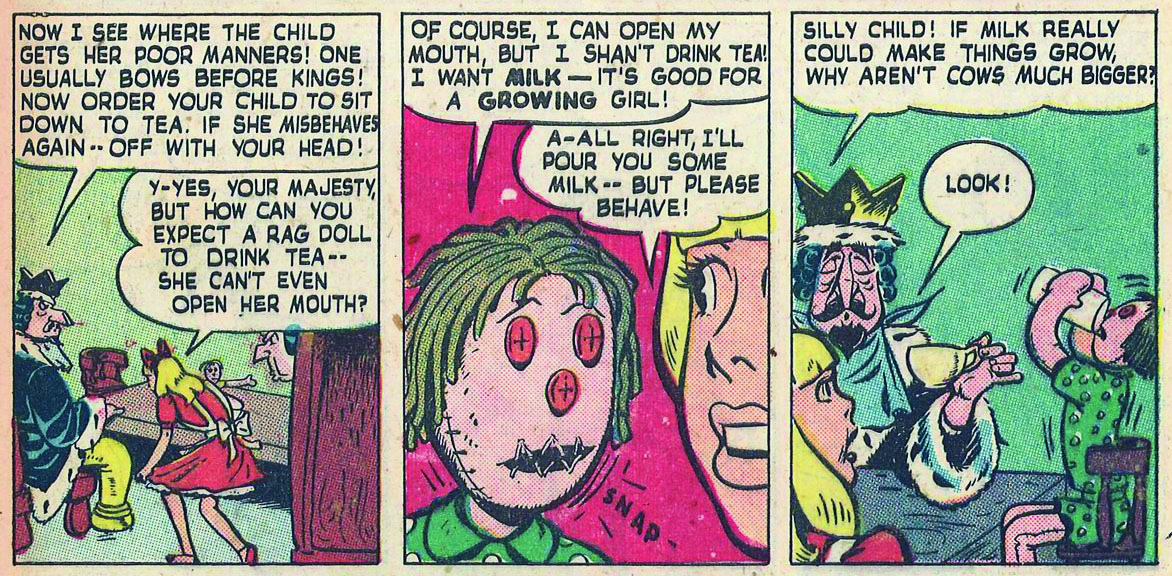 NOW I SEE WHERE THE CHILD
GETS HER POOR MANNERS! ONE
USUALLY BOWS BEFORE KINGS!
NOW ORDER YOUR CHILD TO SIT
DOWN TO TEA. IF SHE MISBEHAVES
AGAIN -- OFF WITH YOUR HEAD!
Y-YES, YOUR MAJESTY,
BUT HOW CAN YOU
EXPECT A RAG DOLL
TO DRINK TEA --
SHE CAN'T EVEN
OPEN HER MOUTH?
OF COURSE, I CAN OPEN MY
MOUTH, BUT I SHAN'T DRINK TEA!
I WANT MILK — IT'S GOOD FOR
A GROWING GIRL!
A-ALL RIGHT, I'LL
POUR YOU SOME
MILK -- BUT PLEASE
BEHAVE!
SNAP
SILLY CHILD! IF MILK REALLY
COULD MAKE THINGS GROW,
WHY AREN'T COWS MUCH BIGGER?
LOOK!